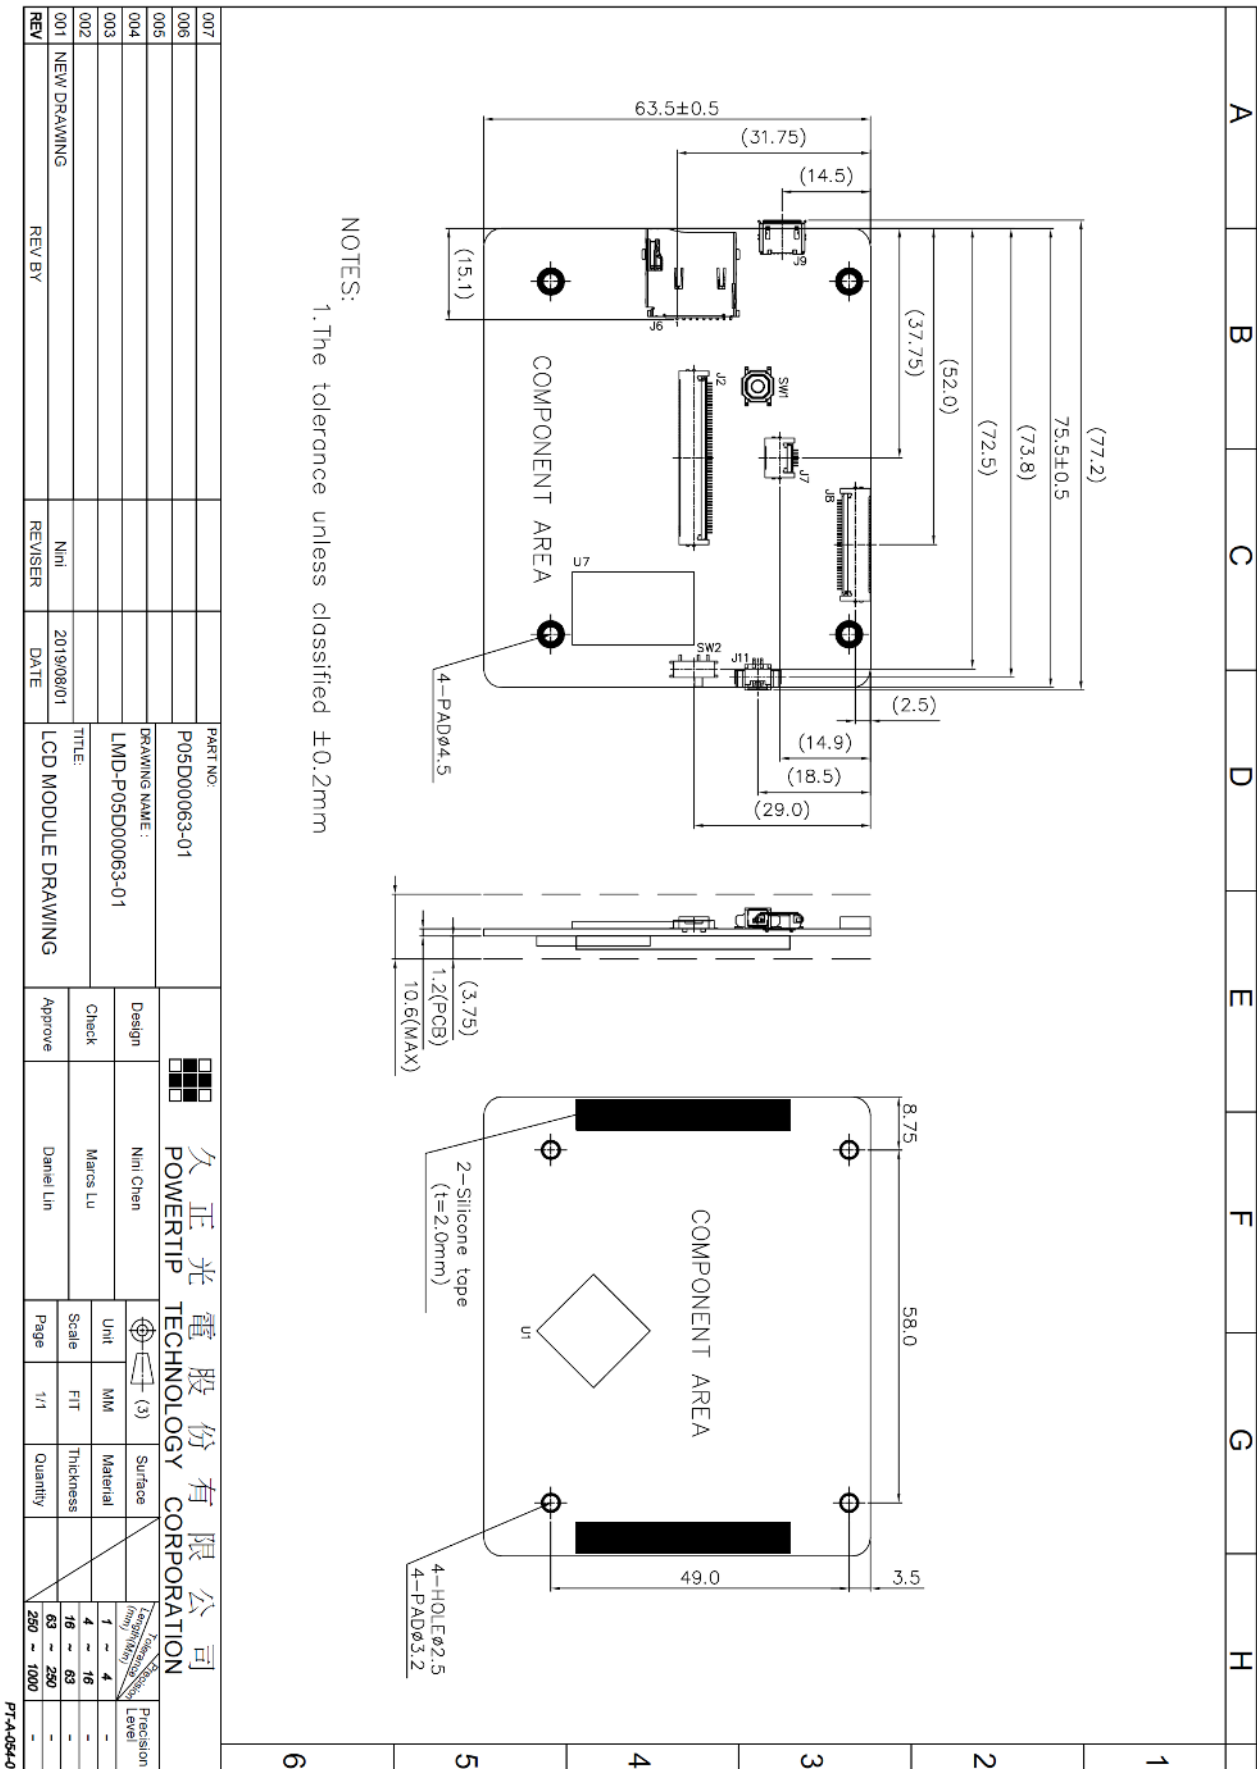 A
B
C
D
E
F
G
H
1
2
3
4
5
6
(77.2)
75.5±0.5
(73.8)
(72.5)
(52.0)
(37.75)
63.5±0.5
(31.75)
(14.5)
(15.1)
J9
J6
SW1
J2
J7
J8
U7
SW2
J11
COMPONENT AREA
4-PADø4.5
(2.5)
(14.9)
(18.5)
(29.0)
(3.75)
1.2(PCB)
10.6(MAX)
8.75
58.0
COMPONENT AREA
U1
2-Silicone tape
(t=2.0mm)
3.5
49.0
4-HOLEø2.5
4-PADø3.2
NOTES:
1.The tolerance unless classified ±0.2mm
007
006
005
004
003
002
001 NEW DRAWING Nini 2019/08/01
REV REV BY REVISER DATE
PART NO:
P05D00063-01
DRAWING NAME :
LMD-P05D00063-01
TITLE:
LCD MODULE DRAWING
久正光電股份有限公司
POWERTIP TECHNOLOGY CORPORATION
Design Nini Chen
Check Marcs Lu
Approve Daniel Lin
(3) Surface
Unit MM Material
Scale FIT Thickness
Page 1/1 Quantity
Tolerance Precision
Length(Min)
(mm)
Precision
Level
1 ~ 4 -
4 ~ 16 -
16 ~ 63 -
63 ~ 250 -
250 ~ 1000 -
PT-A-054-0